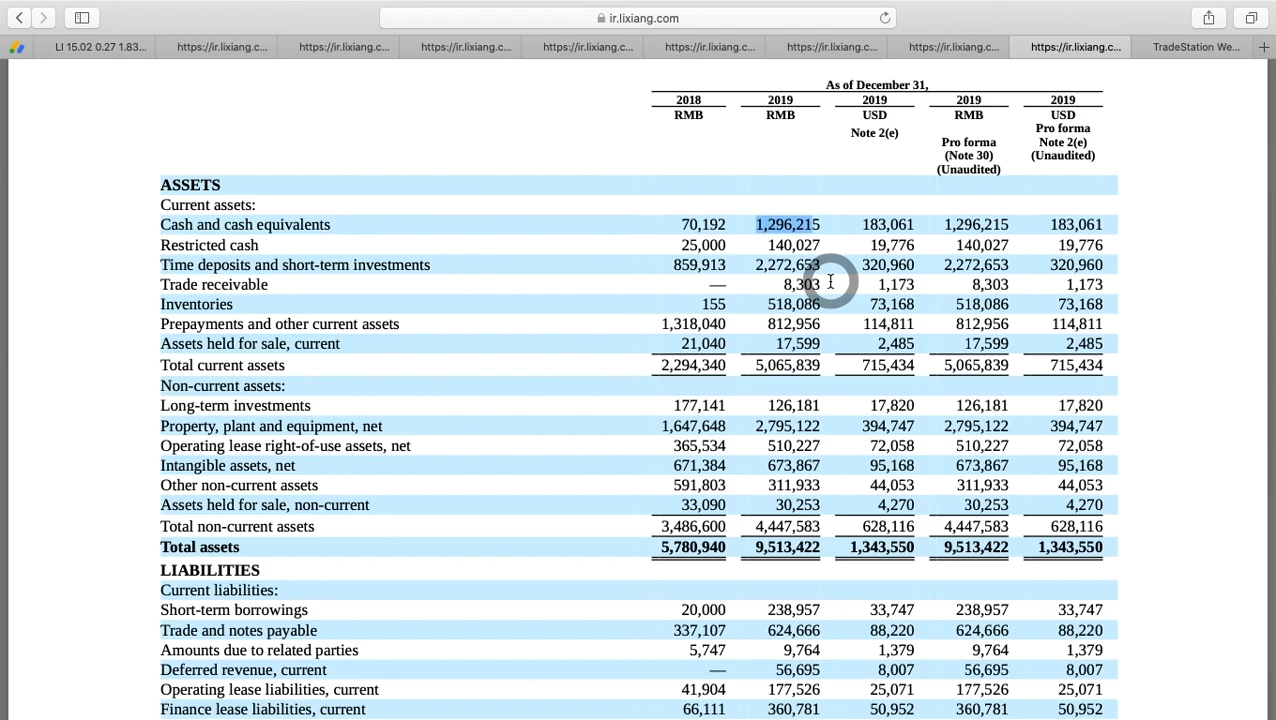 ir.lixiang.com
LI 15.02 0.27 1.83... https://ir.lixiang.c... https://ir.lixiang.c... https://ir.lixiang.c... https://ir.lixiang.c... https://ir.lixiang.c... https://ir.lixiang.c... https://ir.lixiang.c... https://ir.lixiang.c... TradeStation We...
As of December 31,
2018 2019 2019 2019 2019
RMB RMB USD RMB USD
Note 2(e) Pro forma (Note 30) (Unaudited) Pro forma Note 2(e) (Unaudited)
ASSETS
Current assets:
Cash and cash equivalents 70,192 1,296,215 183,061 1,296,215 183,061
Restricted cash 25,000 140,027 19,776 140,027 19,776
Time deposits and short-term investments 859,913 2,272,653 320,960 2,272,653 320,960
Trade receivable — 8,303 1,173 8,303 1,173
Inventories 155 518,086 73,168 518,086 73,168
Prepayments and other current assets 1,318,040 812,956 114,811 812,956 114,811
Assets held for sale, current 21,040 17,599 2,485 17,599 2,485
Total current assets 2,294,340 5,065,839 715,434 5,065,839 715,434
Non-current assets:
Long-term investments 177,141 126,181 17,820 126,181 17,820
Property, plant and equipment, net 1,647,648 2,795,122 394,747 2,795,122 394,747
Operating lease right-of-use assets, net 365,534 510,227 72,058 510,227 72,058
Intangible assets, net 671,384 673,867 95,168 673,867 95,168
Other non-current assets 591,803 311,933 44,053 311,933 44,053
Assets held for sale, non-current 33,090 30,253 4,270 30,253 4,270
Total non-current assets 3,486,600 4,447,583 628,116 4,447,583 628,116
Total assets 5,780,940 9,513,422 1,343,550 9,513,422 1,343,550
LIABILITIES
Current liabilities:
Short-term borrowings 20,000 238,957 33,747 238,957 33,747
Trade and notes payable 337,107 624,666 88,220 624,666 88,220
Amounts due to related parties 5,747 9,764 1,379 9,764 1,379
Deferred revenue, current — 56,695 8,007 56,695 8,007
Operating lease liabilities, current 41,904 177,526 25,071 177,526 25,071
Finance lease liabilities, current 66,111 360,781 50,952 360,781 50,952